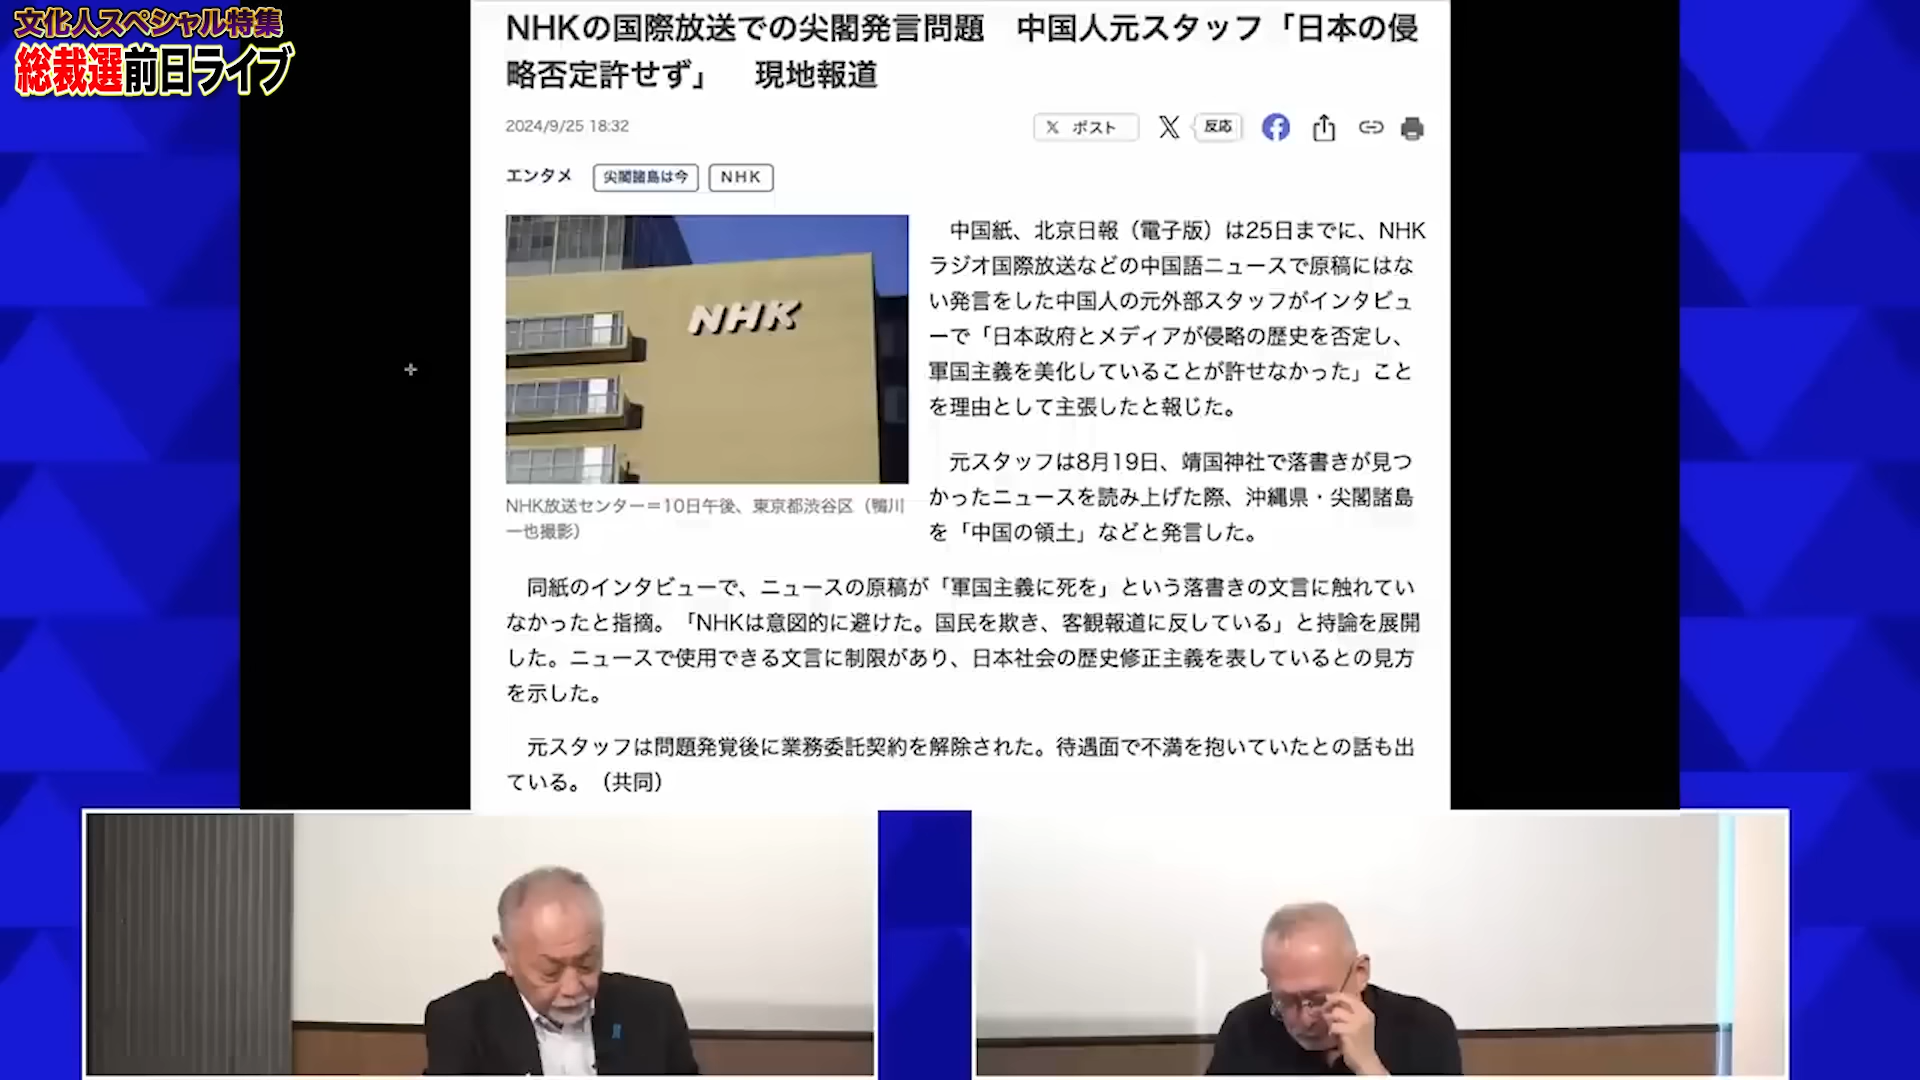 文化人スペシャル特集
総裁選前日ライブ
NHKの国際放送での尖閣発言問題　中国人元スタッフ「日本の侵
略否定許せず」　現地報道
2024/9/25 18:32
X ポスト
X 反応
エンタメ 尖閣諸島は今 NHK
NHK
NHK放送センター＝10日午後、東京都渋谷区（鴨川
一也撮影）
　中国紙、北京日報（電子版）は25日までに、NHK
ラジオ国際放送などの中国語ニュースで原稿にはな
い発言をした中国人の元外部スタッフがインタビュ
ーで「日本政府とメディアが侵略の歴史を否定し、
軍国主義を美化していることが許せなかった」こと
を理由として主張したと報じた。
　元スタッフは8月19日、靖国神社で落書きが見つ
かったニュースを読み上げた際、沖縄県・尖閣諸島
を「中国の領土」などと発言した。
　同紙のインタビューで、ニュースの原稿が「軍国主義に死を」という落書きの文言に触れてい
なかったと指摘。「NHKは意図的に避けた。国民を欺き、客観報道に反している」と持論を展開
した。ニュースで使用できる文言に制限があり、日本社会の歴史修正主義を表しているとの見方
を示した。
　元スタッフは問題発覚後に業務委託契約を解除された。待遇面で不満を抱いていたとの話も出
ている。（共同）